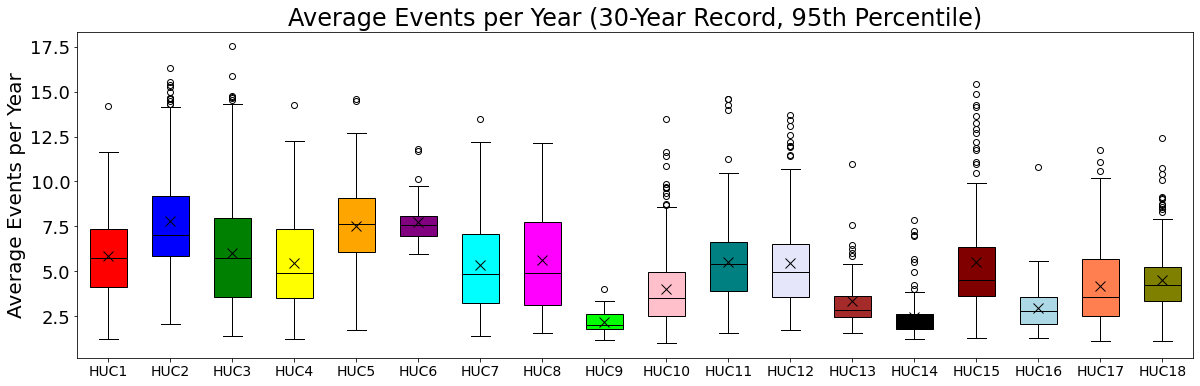 Average Events per Year (30-Year Record, 95th Percentile)
Average Events per Year
17.5
15.0
12.5
10.0
7.5
5.0
2.5
HUC1 HUC2 HUC3 HUC4 HUC5 HUC6 HUC7 HUC8 HUC9 HUC10 HUC11 HUC12 HUC13 HUC14 HUC15 HUC16 HUC17 HUC18